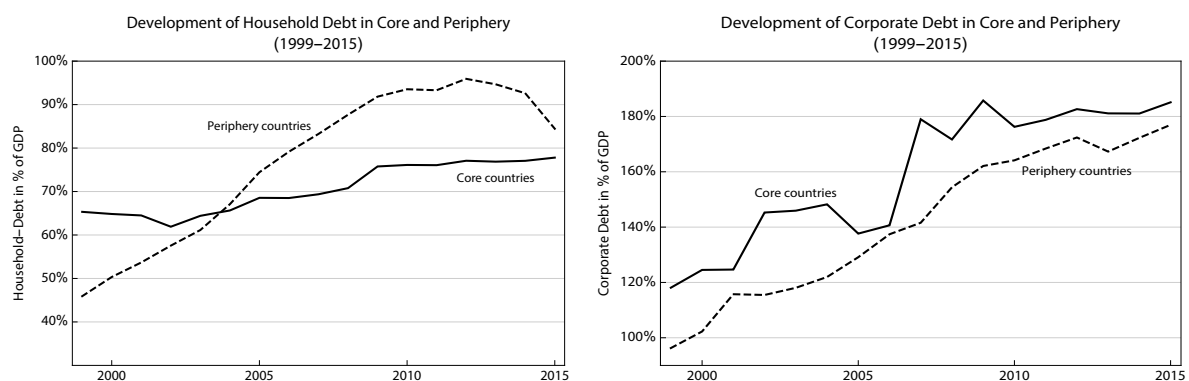 Development of Household Debt in Core and Periphery
(1999–2015)
100%
90%
80%
70%
60%
50%
40%
Household–Debt in % of GDP
Periphery countries
Core countries
2000
2005
2010
2015
Development of Corporate Debt in Core and Periphery
(1999–2015)
200%
180%
160%
140%
120%
100%
Corporate Debt in % of GDP
Core countries
Periphery countries
2000
2005
2010
2015